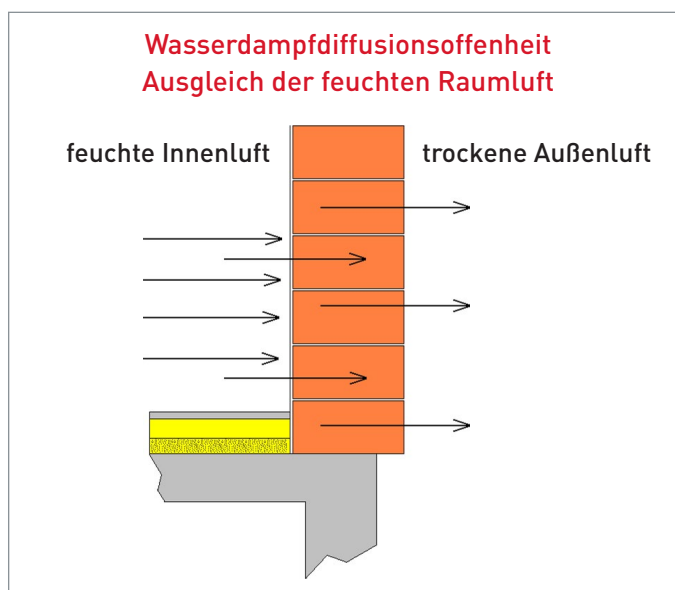 Wasserdampfdiffusionsoffenheit
Ausgleich der feuchten Raumluft
feuchte Innenluft
trockene Außenluft